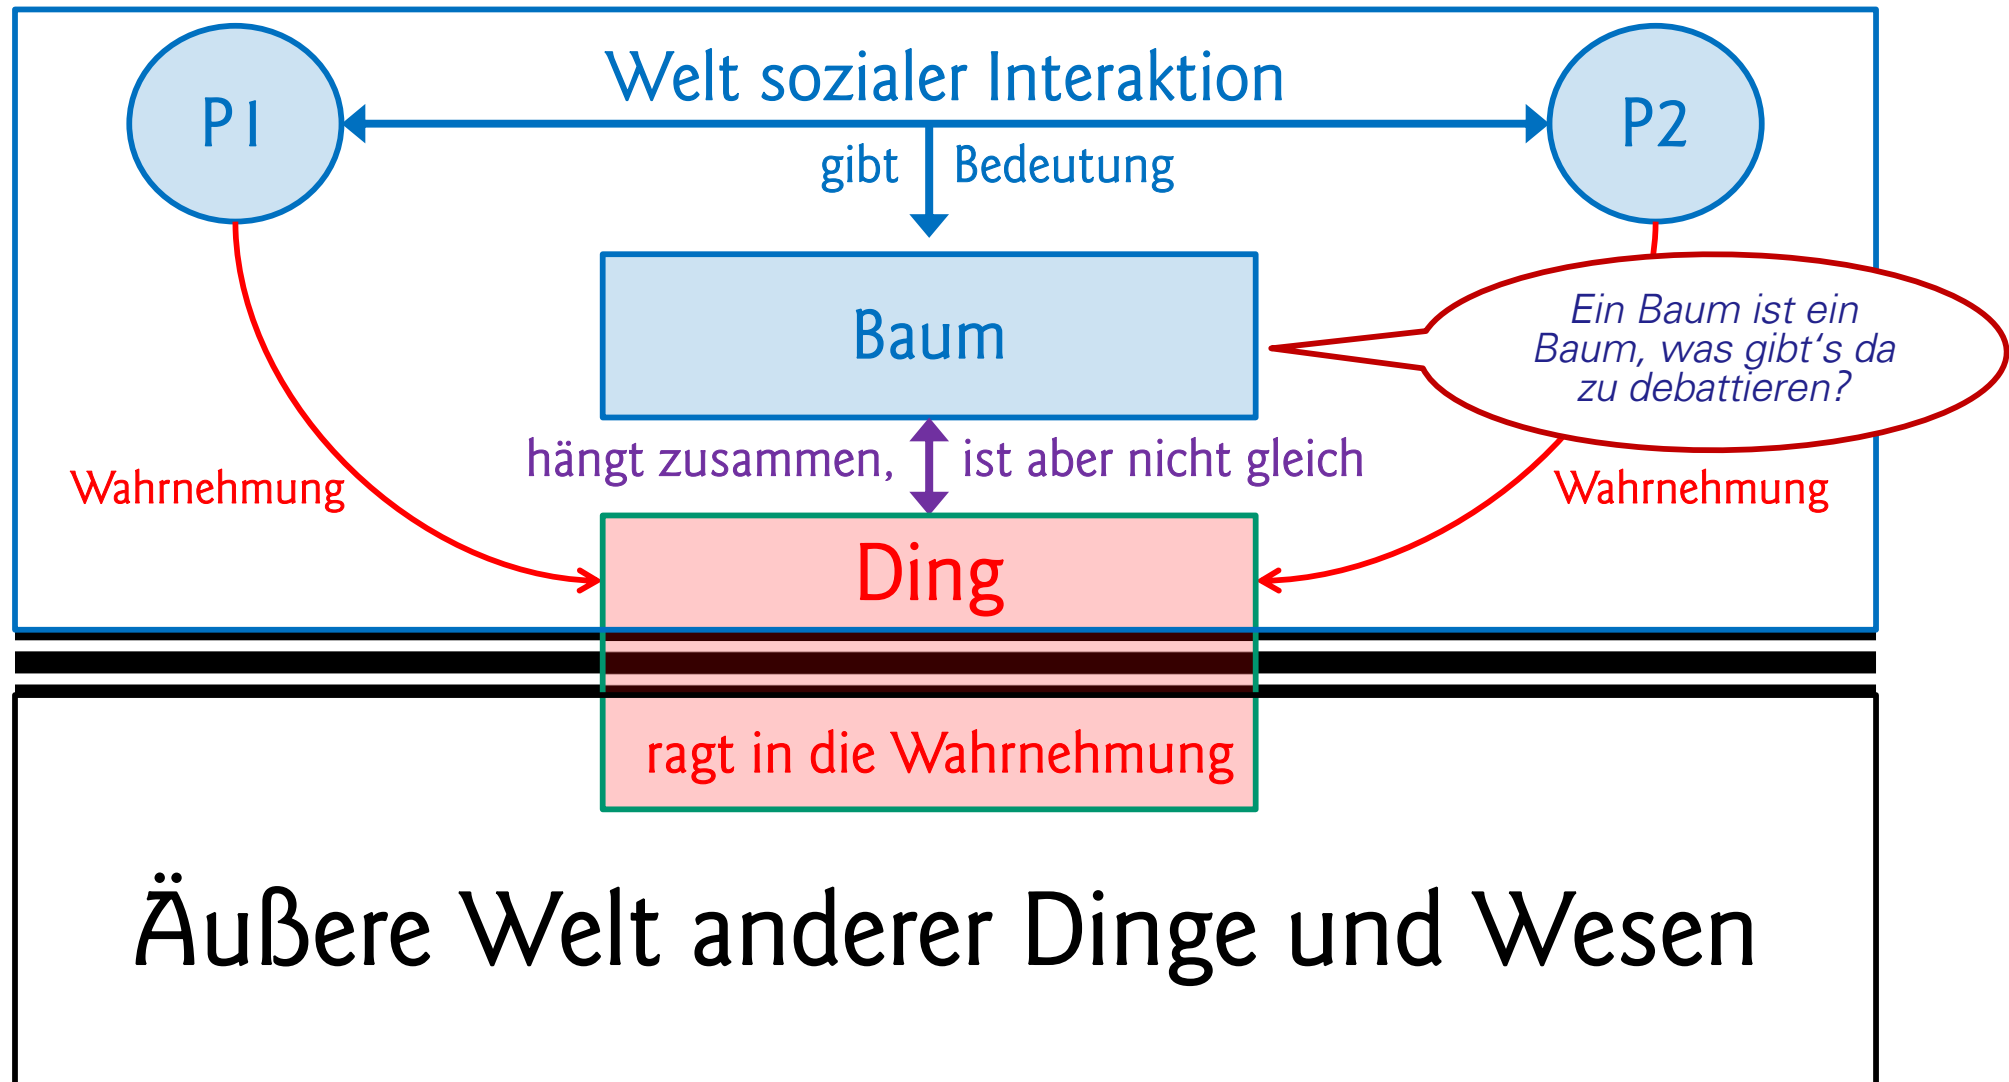 Welt sozialer Interaktion
P1
P2
gibt Bedeutung
Baum
Ein Baum ist ein
Baum, was gibt‘s da
zu debattieren?
hängt zusammen, ist aber nicht gleich
Wahrnehmung
Wahrnehmung
Ding
ragt in die Wahrnehmung
Äußere Welt anderer Dinge und Wesen